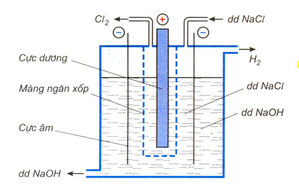 Cl2 + dd NaCl
− −
H2
Cực dương
Màng ngăn xốp
Cực âm
dd NaCl
dd NaOH
dd NaOH